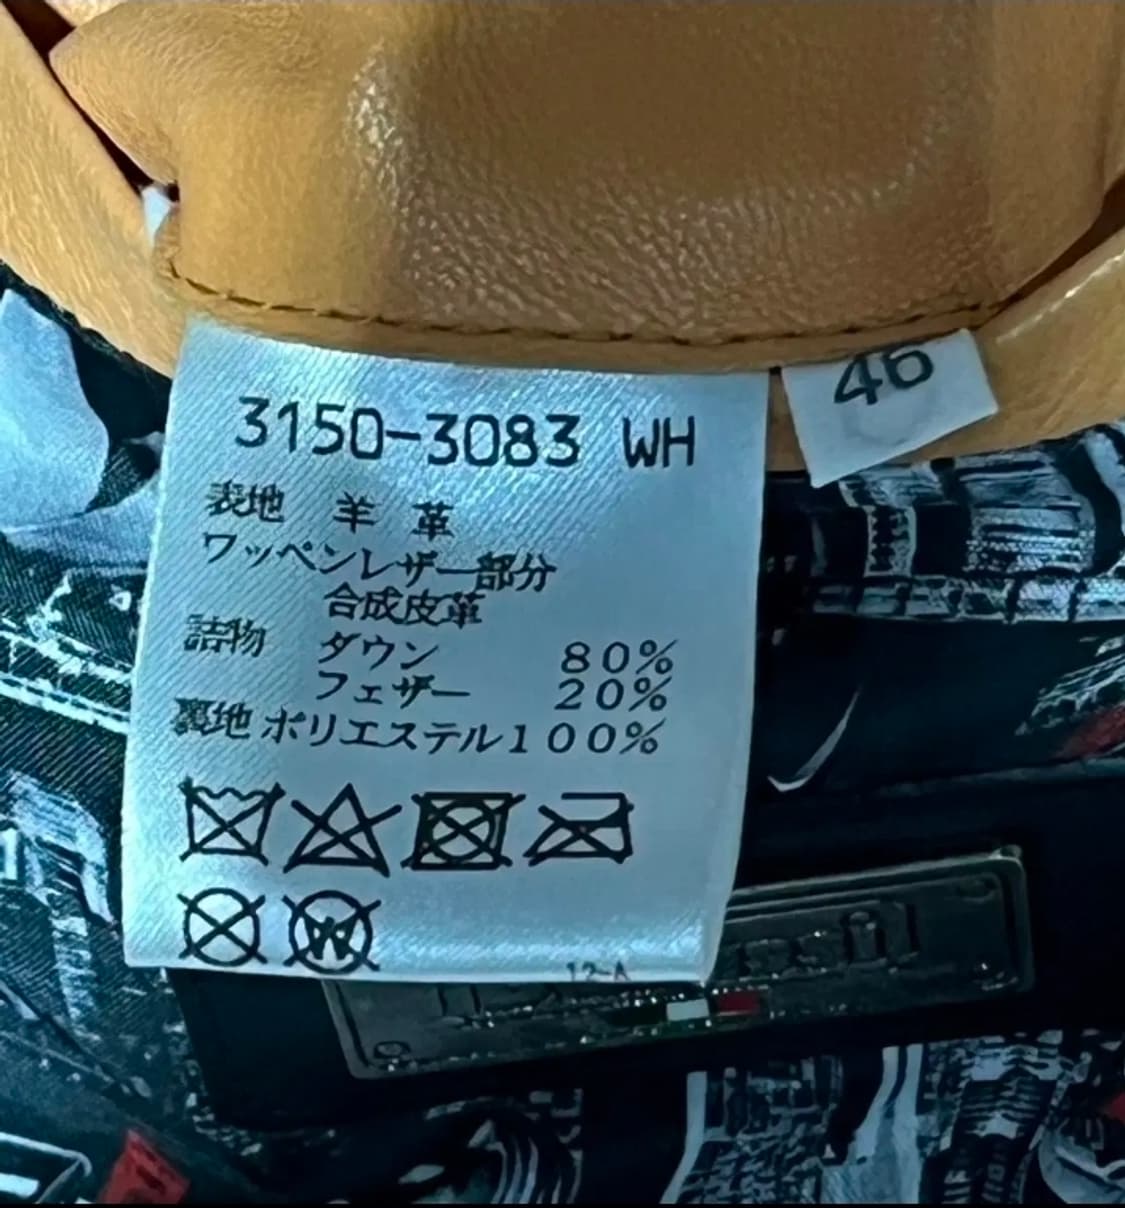 3150-3083 WH
46
表地 羊 革
ワッペンレザー部分
合成皮革
詰物 ダウン 80%
フェザー 20%
裏地 ポリエステル100%
W
12-A